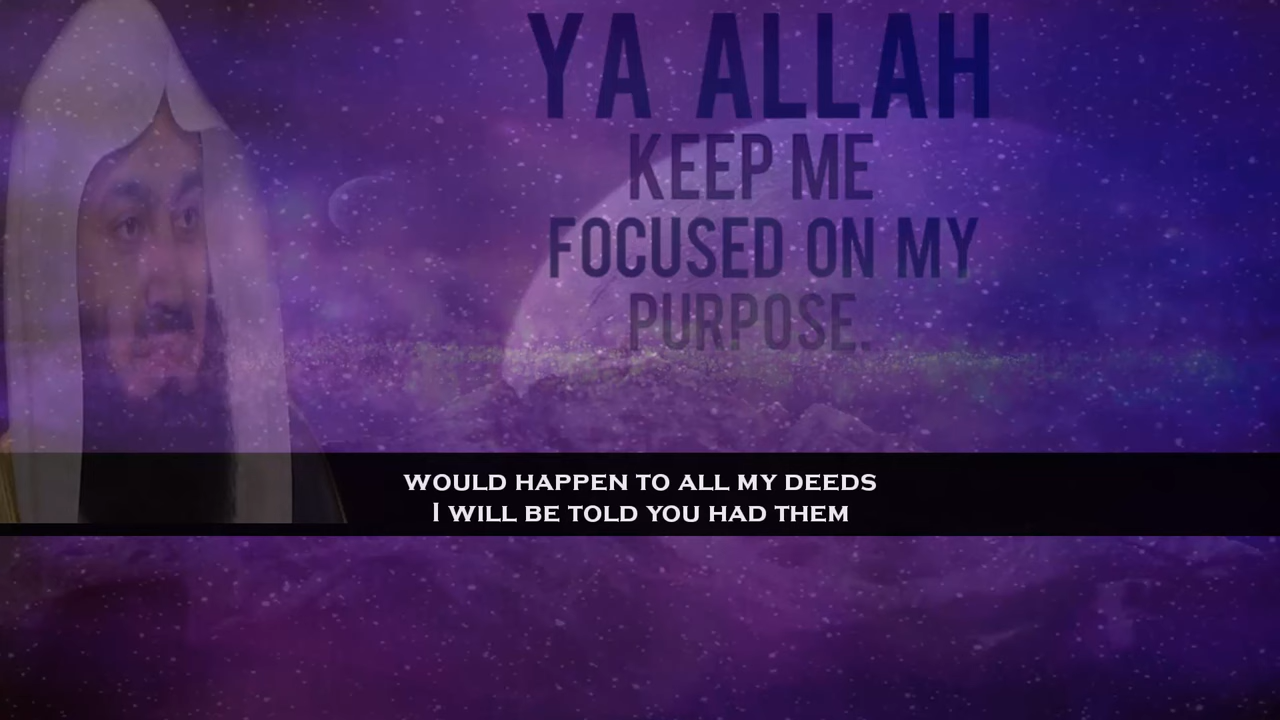 YA ALLAH
KEEP ME
FOCUSED ON MY
PURPOSE.
WOULD HAPPEN TO ALL MY DEEDS
I WILL BE TOLD YOU HAD THEM